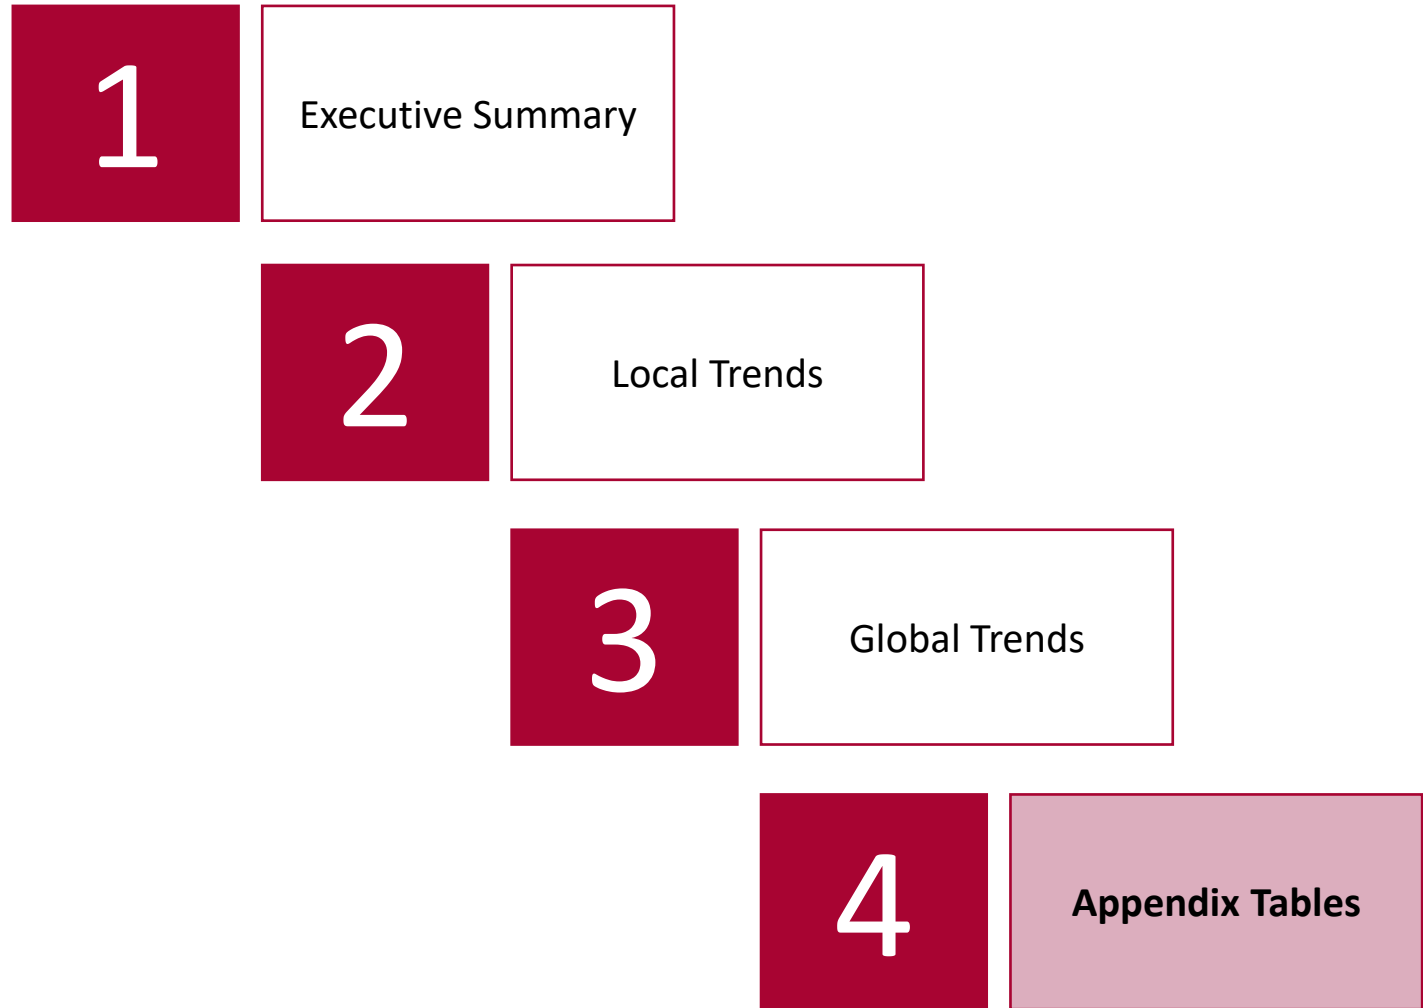 1
Executive Summary
2
Local Trends
3
Global Trends
4
Appendix Tables